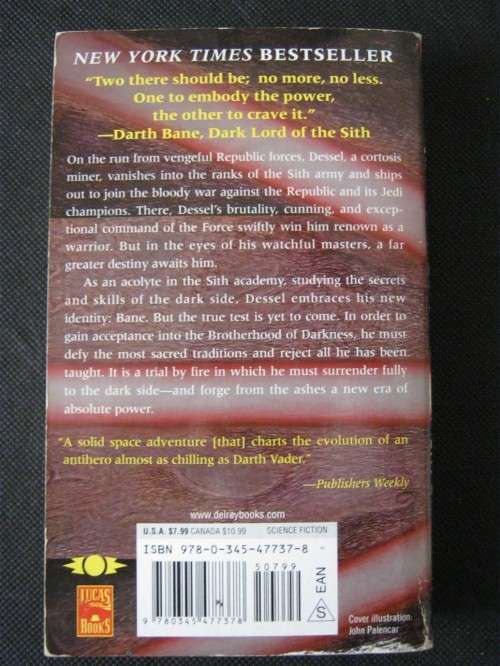 NEW YORK TIMES BESTSELLER
“Two there should be; no more, no less.
One to embody the power,
the other to crave it.”
—Darth Bane, Dark Lord of the Sith
On the run from vengeful Republic forces, Dessel, a cortosis
miner, vanishes into the ranks of the Sith army and ships
out to join the bloody war against the Republic and its Jedi
champions. There, Dessel's brutality, cunning, and excep-
tional command of the Force swiftly win him renown as a
warrior. But in the eyes of his watchful masters, a far
greater destiny awaits him.
As an acolyte in the Sith academy, studying the secrets
and skills of the dark side, Dessel embraces his new
identity: Bane. But the true test is yet to come. In order to
gain acceptance into the Brotherhood of Darkness, he must
defy the most sacred traditions and reject all he has been
taught. It is a trial by fire in which he must surrender fully
to the dark side—and forge from the ashes a new era of
absolute power.
“A solid space adventure [that] charts the evolution of an
antihero almost as chilling as Darth Vader.”
—Publishers Weekly
www.delreybooks.com
U.S.A. $7.99 CANADA $10.99 SCIENCE FICTION
ISBN 978-0-345-47737-8
50799
EAN
S
9 780345 477378
LUCAS
BOOKS
Cover illustration:
John Palencar